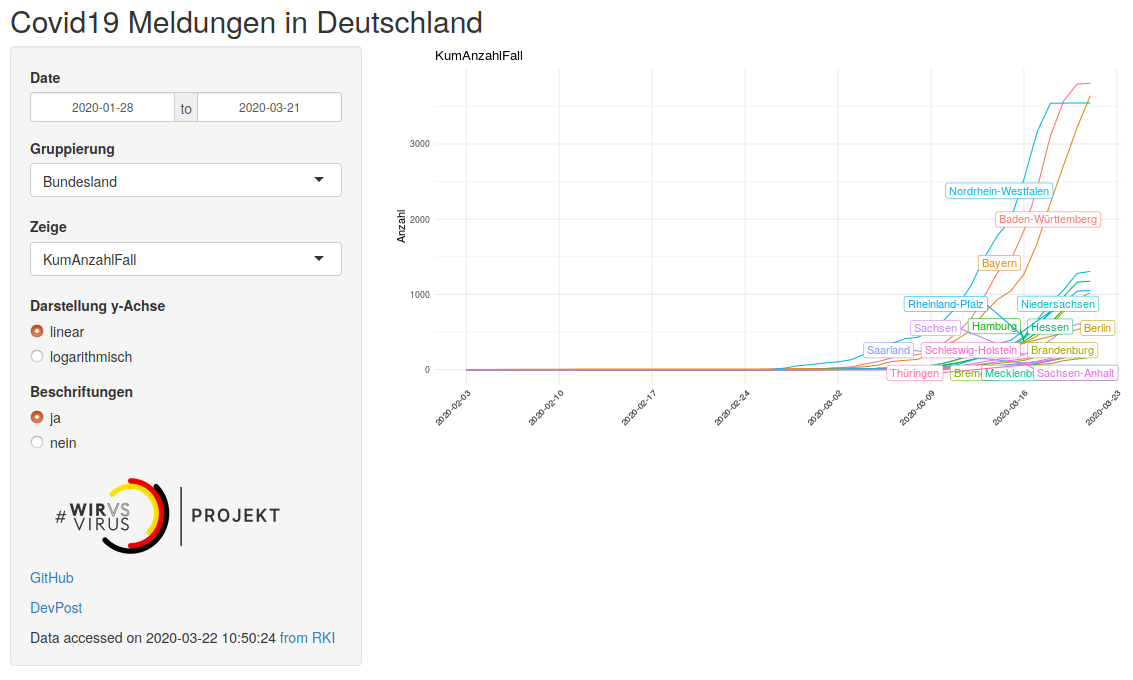 Covid19 Meldungen in Deutschland
Date
2020-01-28 to 2020-03-21
Gruppierung
Bundesland
Zeige
KumAnzahlFall
Darstellung y-Achse
linear
logarithmisch
Beschriftungen
ja
nein
# WIRVS
VIRUS
PROJEKT
GitHub
DevPost
Data accessed on 2020-03-22 10:50:24 from RKI
KumAnzahlFall
Anzahl
3000
2000
1000
0
Nordrhein-Westfalen
Baden-Württemberg
Bayern
Rheinland-Pfalz
Niedersachsen
Sachsen
Hamburg
Hessen
Berlin
Saarland
Schleswig-Holstein
Brandenburg
Thüringen
Brem
Mecklenb
Sachsen-Anhalt
2020-02-03
2020-02-10
2020-02-17
2020-02-24
2020-03-02
2020-03-09
2020-03-16
2020-03-23